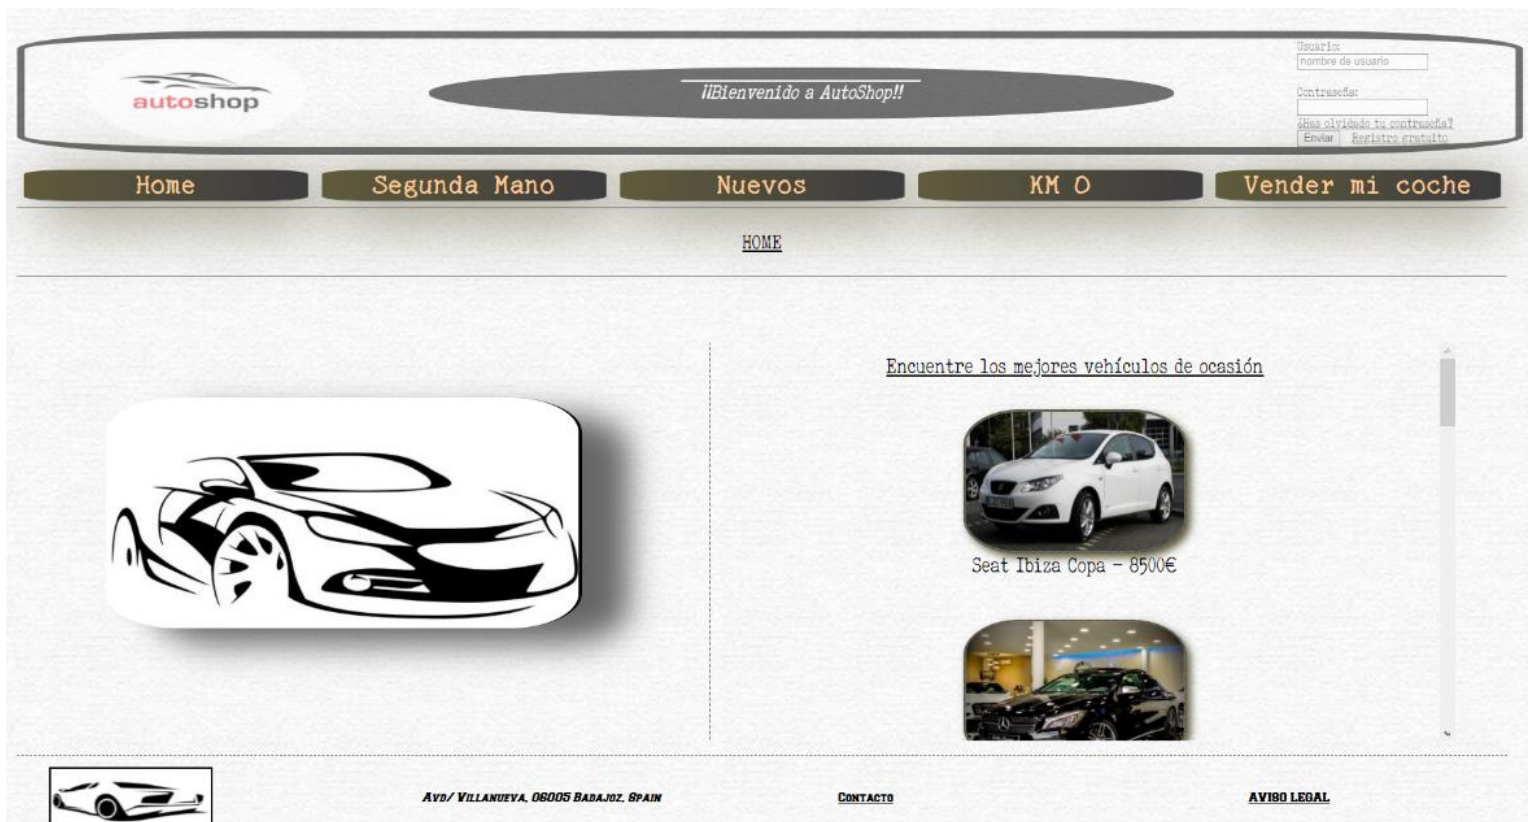 autoshop
¡¡Bienvenido a AutoShop!!
Usuario:
nombre de usuario
Contraseña:
¿Has olvidado tu contraseña?
Enviar Registro gratuito
Home Segunda Mano Nuevos KM 0 Vender mi coche
HOME
Encuentre los mejores vehículos de ocasión
Seat Ibiza Copa - 8500€
Avd/ Villanueva, 06005 Badajoz, Spain Contacto AVISO LEGAL